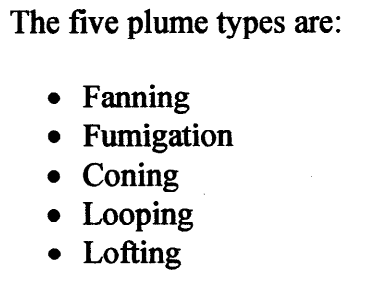 The five plume types are:
• Fanning
• Fumigation
• Coning
• Looping
• Lofting